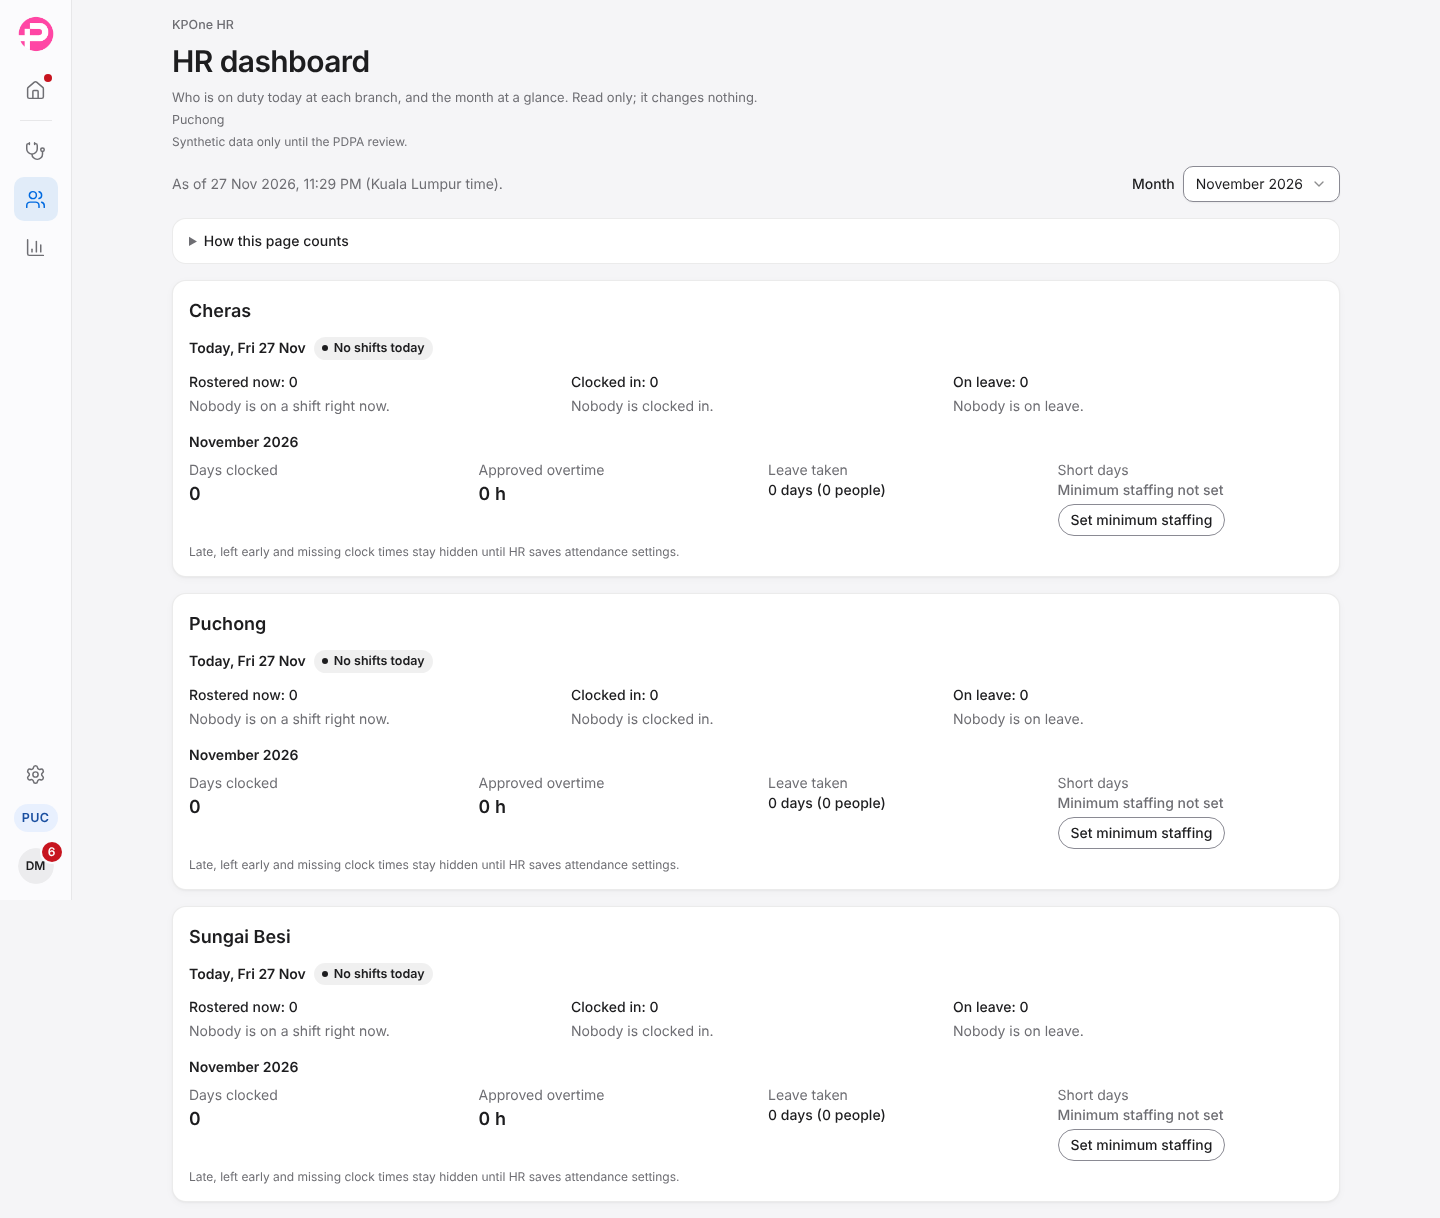 KPOne HR
HR dashboard
Who is on duty today at each branch, and the month at a glance. Read only; it changes nothing.
Puchong
Synthetic data only until the PDPA review.
As of 27 Nov 2026, 11:29 PM (Kuala Lumpur time).
Month November 2026
How this page counts
Cheras
Today, Fri 27 Nov No shifts today
Rostered now: 0 Clocked in: 0 On leave: 0
Nobody is on a shift right now. Nobody is clocked in. Nobody is on leave.
November 2026
Days clocked Approved overtime Leave taken Short days
0 0 h 0 days (0 people) Minimum staffing not set
Set minimum staffing
Late, left early and missing clock times stay hidden until HR saves attendance settings.
Puchong
Today, Fri 27 Nov No shifts today
Rostered now: 0 Clocked in: 0 On leave: 0
Nobody is on a shift right now. Nobody is clocked in. Nobody is on leave.
November 2026
Days clocked Approved overtime Leave taken Short days
0 0 h 0 days (0 people) Minimum staffing not set
Set minimum staffing
Late, left early and missing clock times stay hidden until HR saves attendance settings.
Sungai Besi
Today, Fri 27 Nov No shifts today
Rostered now: 0 Clocked in: 0 On leave: 0
Nobody is on a shift right now. Nobody is clocked in. Nobody is on leave.
November 2026
Days clocked Approved overtime Leave taken Short days
0 0 h 0 days (0 people) Minimum staffing not set
Set minimum staffing
Late, left early and missing clock times stay hidden until HR saves attendance settings.
PUC
6
DM